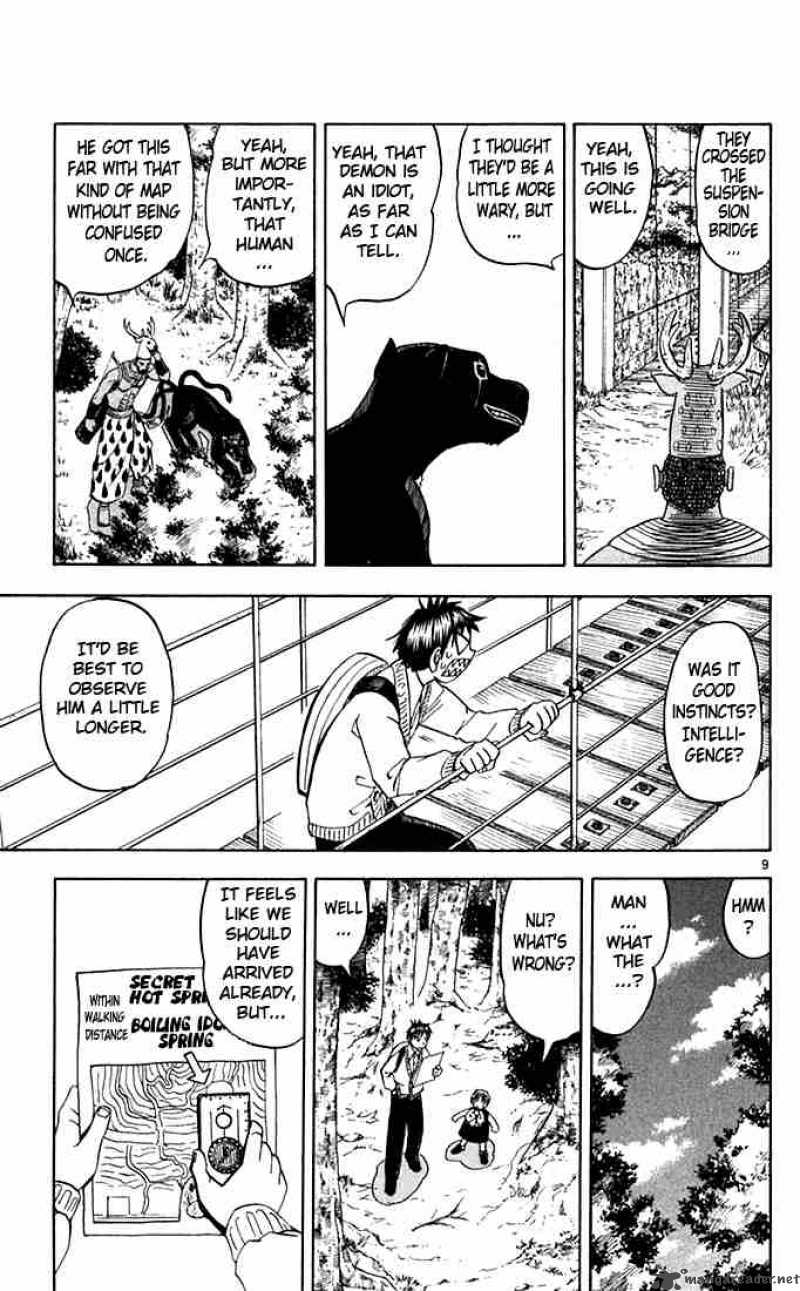 THEY
CROSSED
THE
SUSPEN-
SION
BRIDGE
...
YEAH,
THIS IS
GOING
WELL.
I THOUGHT
THEY'D BE A
LITTLE MORE
WARY, BUT
...
YEAH, THAT
DEMON IS
AN IDIOT,
AS FAR
AS I CAN
TELL.
YEAH,
BUT MORE
IMPOR-
TANTLY,
THAT
HUMAN
...
HE GOT THIS
FAR WITH THAT
KIND OF MAP
WITHOUT BEING
CONFUSED
ONCE.
WAS IT
GOOD
INSTINCTS?
INTELLI-
GENCE?
IT'D BE
BEST TO
OBSERVE
HIM A LITTLE
LONGER.
9
HMM
?
MAN
...
WHAT
THE
...?
NU?
WHAT'S
WRONG?
WELL
...
IT FEELS
LIKE WE
SHOULD
HAVE
ARRIVED
ALREADY,
BUT...
SECRET
HOT SPRI
WITHIN
WALKING
DISTANCE
BOILING IDO
SPRING
mangareader.net